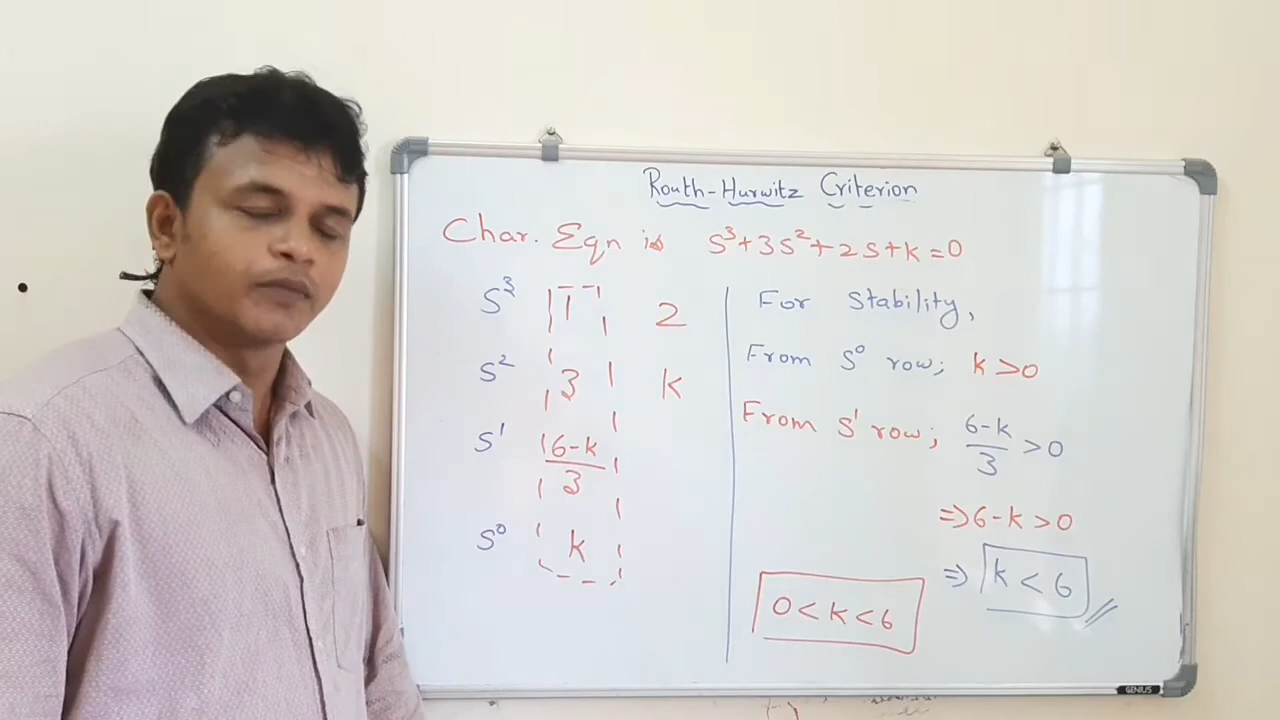 Routh-Hurwitz Criterion
Char. Eqn is S³+3S²+2S+k=0
S³ 1 2
S² 3 k
S¹ 6-k/3
S⁰ k
For Stability,
From S⁰ row; k>0
From S¹ row; 6-k/3 >0
⇒6-k>0
⇒ k<6
0<k<6
GENIUS